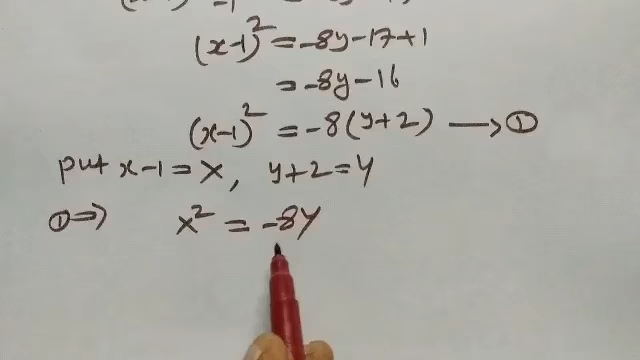 (x-1)² = -8y-17+1
= -8y-16
(x-1)² = -8(y+2) ⟶ ①
put x-1 = X, y+2 = Y
①⇒ X² = -8Y